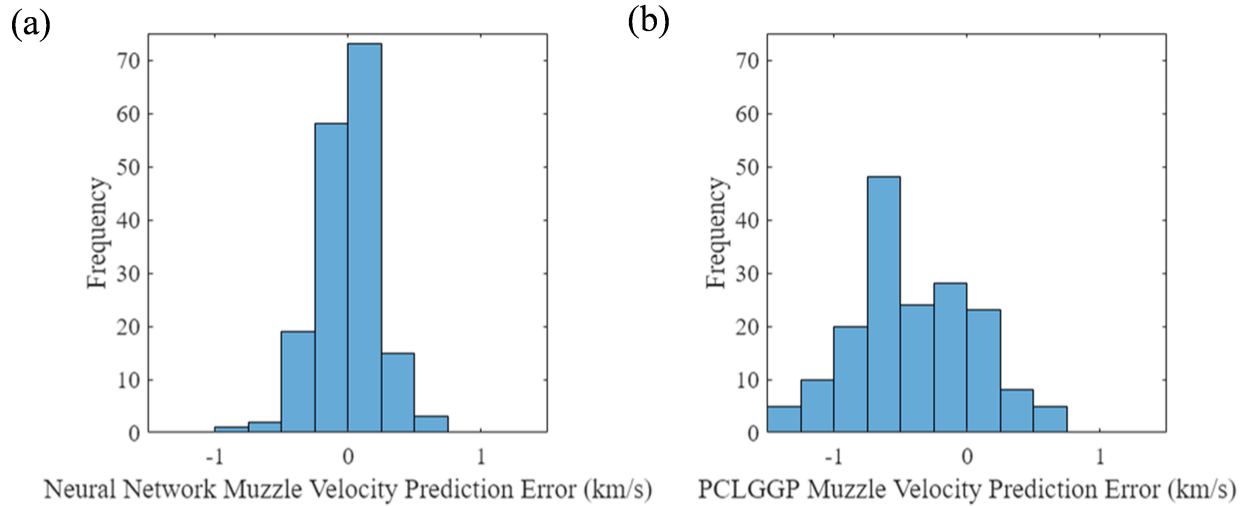 (a)
70
60
50
40
30
20
10
0
Frequency
-1 0 1
Neural Network Muzzle Velocity Prediction Error (km/s)
(b)
70
60
50
40
30
20
10
0
Frequency
-1 0 1
PCLGGP Muzzle Velocity Prediction Error (km/s)